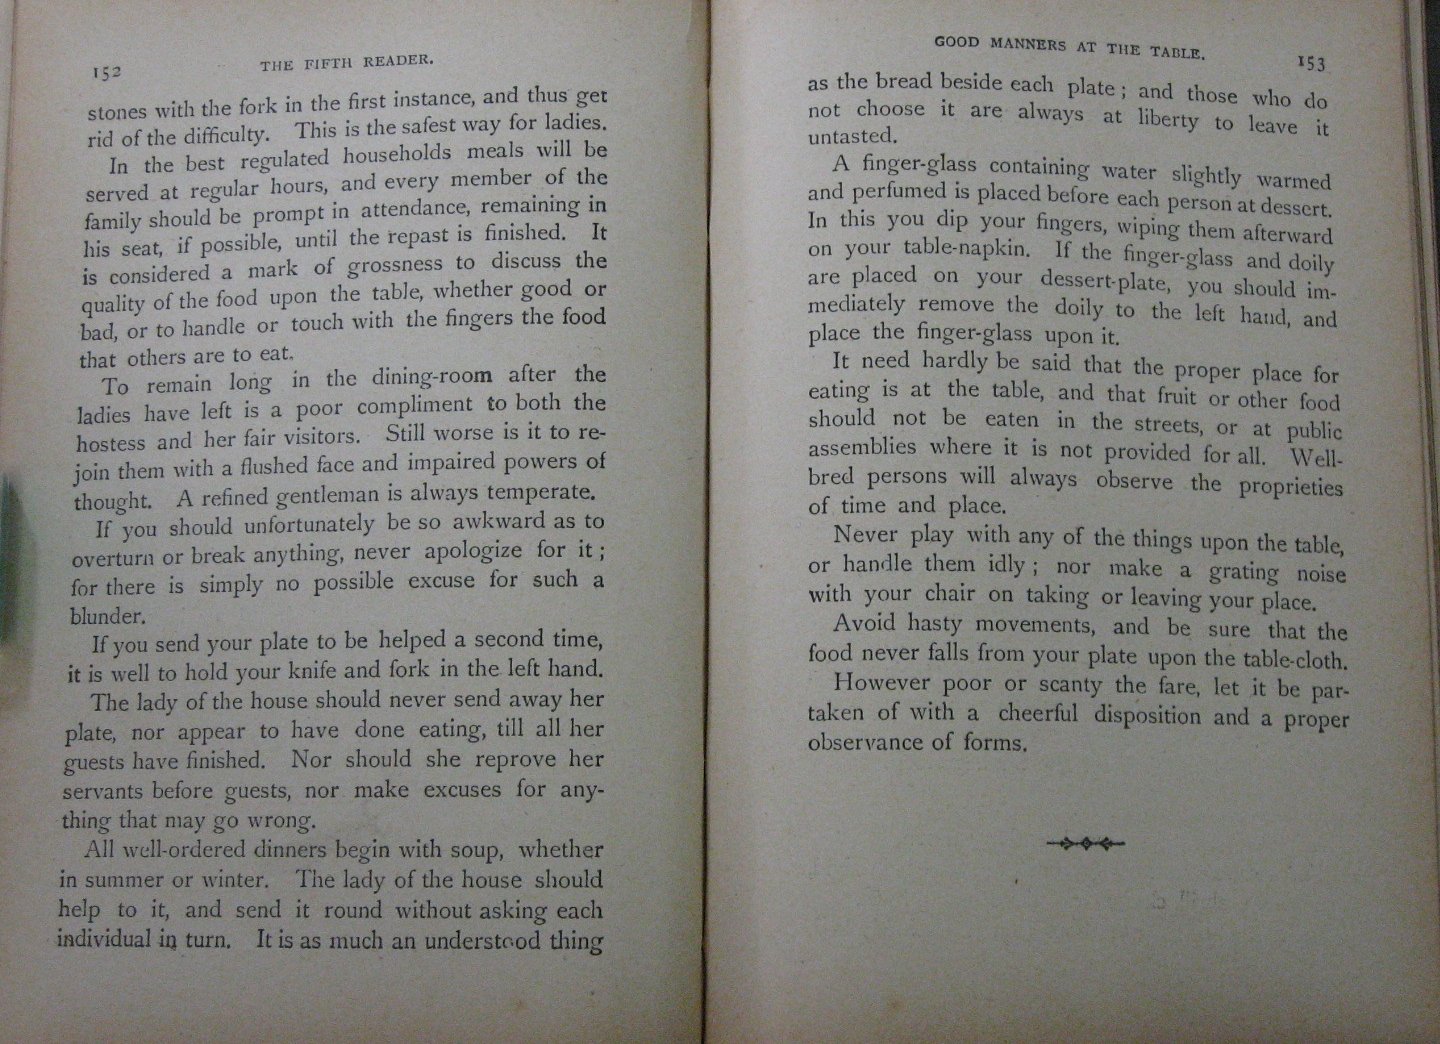 152
THE FIFTH READER.
stones with the fork in the first instance, and thus get
rid of the difficulty. This is the safest way for ladies.
In the best regulated households meals will be
served at regular hours, and every member of the
family should be prompt in attendance, remaining in
his seat, if possible, until the repast is finished. It
is considered a mark of grossness to discuss the
quality of the food upon the table, whether good or
bad, or to handle or touch with the fingers the food
that others are to eat.
To remain long in the dining-room after the
ladies have left is a poor compliment to both the
hostess and her fair visitors. Still worse is it to re-
join them with a flushed face and impaired powers of
thought. A refined gentleman is always temperate.
If you should unfortunately be so awkward as to
overturn or break anything, never apologize for it ;
for there is simply no possible excuse for such a
blunder.
If you send your plate to be helped a second time,
it is well to hold your knife and fork in the left hand.
The lady of the house should never send away her
plate, nor appear to have done eating, till all her
guests have finished. Nor should she reprove her
servants before guests, nor make excuses for any-
thing that may go wrong.
All well-ordered dinners begin with soup, whether
in summer or winter. The lady of the house should
help to it, and send it round without asking each
individual in turn. It is as much an understood thing
GOOD MANNERS AT THE TABLE.
153
as the bread beside each plate ; and those who do
not choose it are always at liberty to leave it
untasted.
A finger-glass containing water slightly warmed
and perfumed is placed before each person at dessert.
In this you dip your fingers, wiping them afterward
on your table-napkin. If the finger-glass and doily
are placed on your dessert-plate, you should im-
mediately remove the doily to the left hand, and
place the finger-glass upon it.
It need hardly be said that the proper place for
eating is at the table, and that fruit or other food
should not be eaten in the streets, or at public
assemblies where it is not provided for all. Well-
bred persons will always observe the proprieties
of time and place.
Never play with any of the things upon the table,
or handle them idly ; nor make a grating noise
with your chair on taking or leaving your place.
Avoid hasty movements, and be sure that the
food never falls from your plate upon the table-cloth.
However poor or scanty the fare, let it be par-
taken of with a cheerful disposition and a proper
observance of forms.